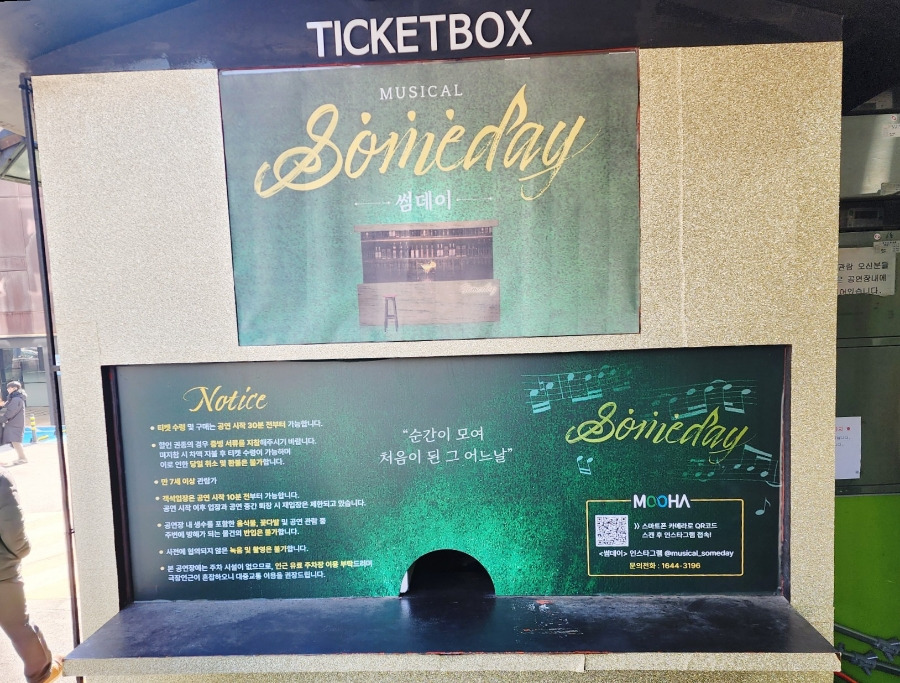 TICKETBOX
MUSICAL
Someday
썸데이
Notice
• 티켓 수령 및 구매는 공연 시작 30분 전부터 가능합니다.
• 할인 권종의 경우 증빙 서류를 지참해주시기 바랍니다.
미지참 시 차액 지불 후 티켓 수령이 가능하며
이로 인한 당일 취소 및 환불은 불가합니다.
• 만 7세 이상 관람가
• 객석입장은 공연 시작 10분 전부터 가능합니다.
공연 시작 이후 입장과 공연 중간 퇴장 시 재입장은 제한되고 있습니다.
• 공연장 내 생수를 포함한 음식물, 꽃다발 및 공연 관람 중
주변에 방해가 되는 물건의 반입은 불가합니다.
• 사전에 협의되지 않은 녹음 및 촬영은 불가합니다.
• 본 공연장에는 주차 시설이 없으므로, 인근 유료 주차장 이용 부탁드리며
극장연근이 혼잡하오니 대중교통 이용을 권장드립니다.
“순간이 모여
처음이 된 그 어느날”
Someday
MOOHA
》 스마트폰 카메라로 QR코드
스캔 후 인스타그램 접속!
<썸데이> 인스타그램 @musical_someday
문의전화 : 1644-3196
관람 오신분들
공연장내에
습니다.